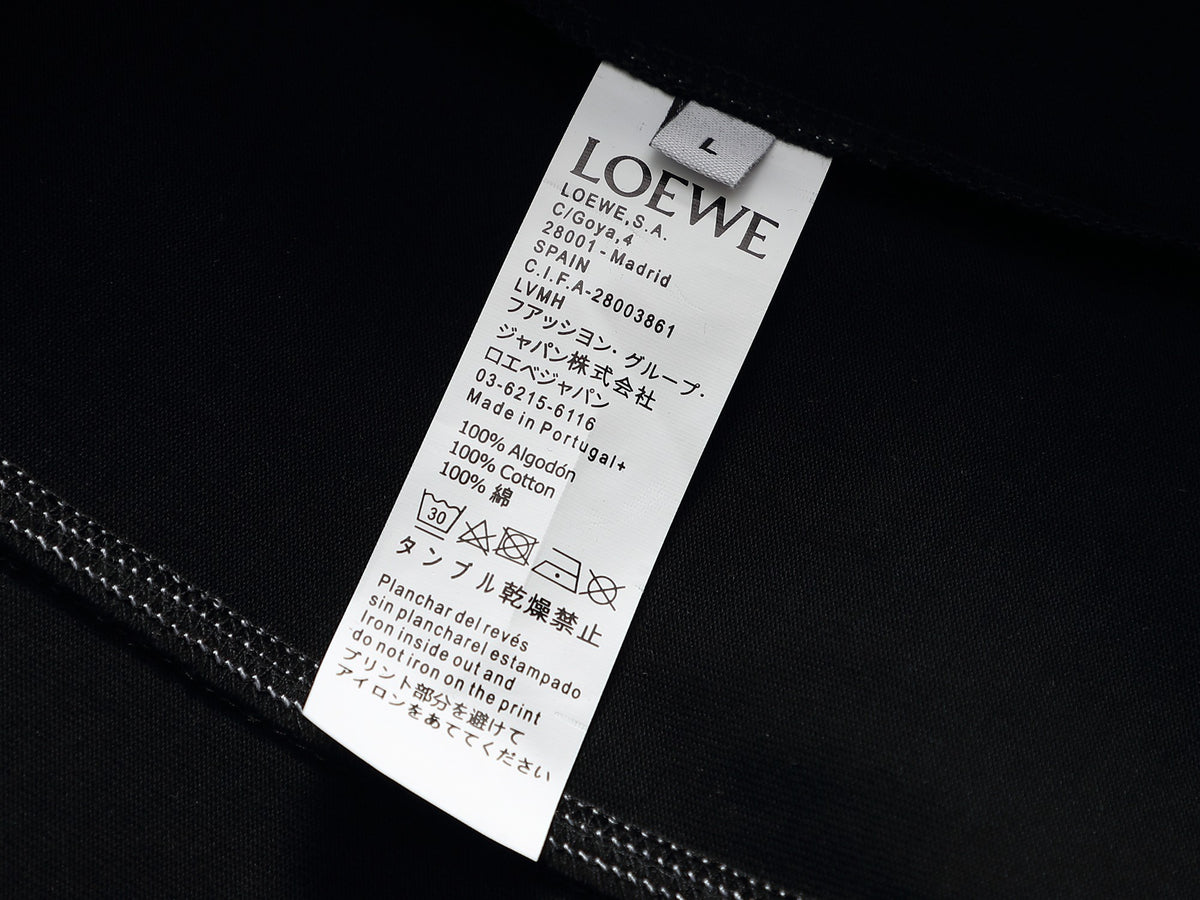 L
LOEWE
LOEWE,S.A.
C/Goya,4
28001-Madrid
SPAIN
C.I.F.A-28003861
LVMH
フアッシヨン・グループ・
ジャパン株式会社
ロエベジャパン
03-6215-6116
Made in Portugal+
100% Algodón
100% Cotton
100% 綿
30
タンブル乾燥禁止
Planchar del revés
sin plancharel estampado
Iron inside out and
do not iron on the print
プリント部分を避けて
アイロンをあててください